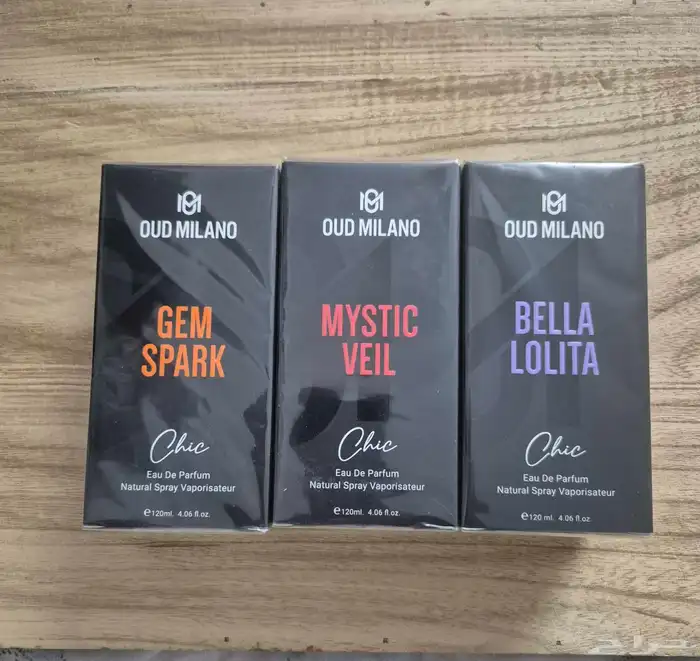 OUD MILANO
GEM
SPARK
Chic
Eau De Parfum
Natural Spray Vaporisateur
e120ml. 4.06 fl.oz.
OUD MILANO
MYSTIC
VEIL
Chic
Eau De Parfum
Natural Spray Vaporisateur
e120ml. 4.06 fl.oz.
OUD MILANO
BELLA
LOLITA
Chic
Eau De Parfum
Natural Spray Vaporisateur
e120 ml. 4.06 fl.oz.
حراج